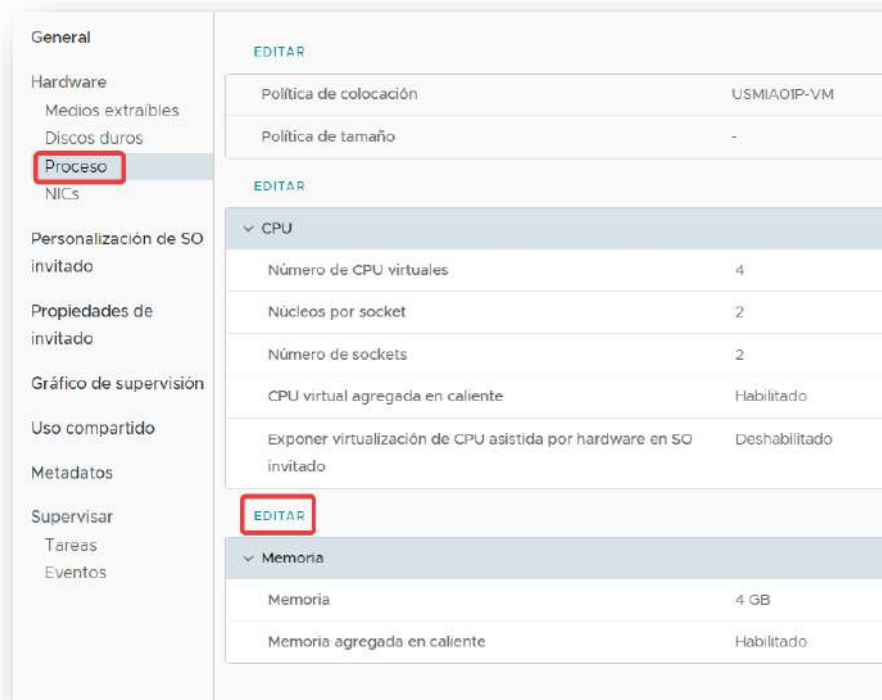 General
Hardware
Medios extraíbles
Discos duros
Proceso
NICs
Personalización de SO
invitado
Propiedades de
invitado
Gráfico de supervisión
Uso compartido
Metadatos
Supervisar
Tareas
Eventos
EDITAR
Política de colocación USMIA01P-VM
Política de tamaño -
EDITAR
CPU
Número de CPU virtuales 4
Núcleos por socket 2
Número de sockets 2
CPU virtual agregada en caliente Habilitado
Exponer virtualización de CPU asistida por hardware en SO Deshabilitado
invitado
EDITAR
Memoria
Memoria 4 GB
Memoria agregada en caliente Habilitado